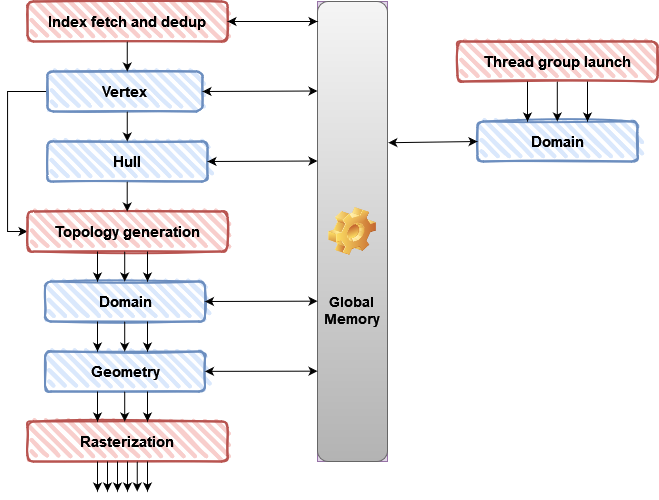 Index fetch and dedup
Vertex
Hull
Topology generation
Domain
Geometry
Rasterization
Global
Memory
Thread group launch
Domain